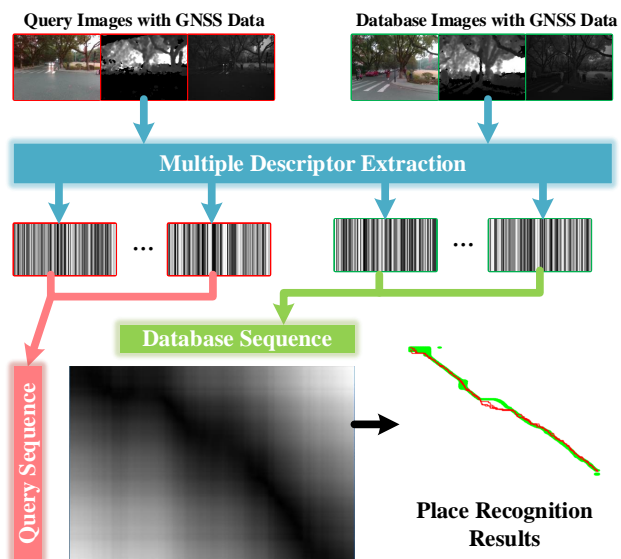 Query Images with GNSS Data
Database Images with GNSS Data
Multiple Descriptor Extraction
...
...
Database Sequence
Query Sequence
Place Recognition
Results